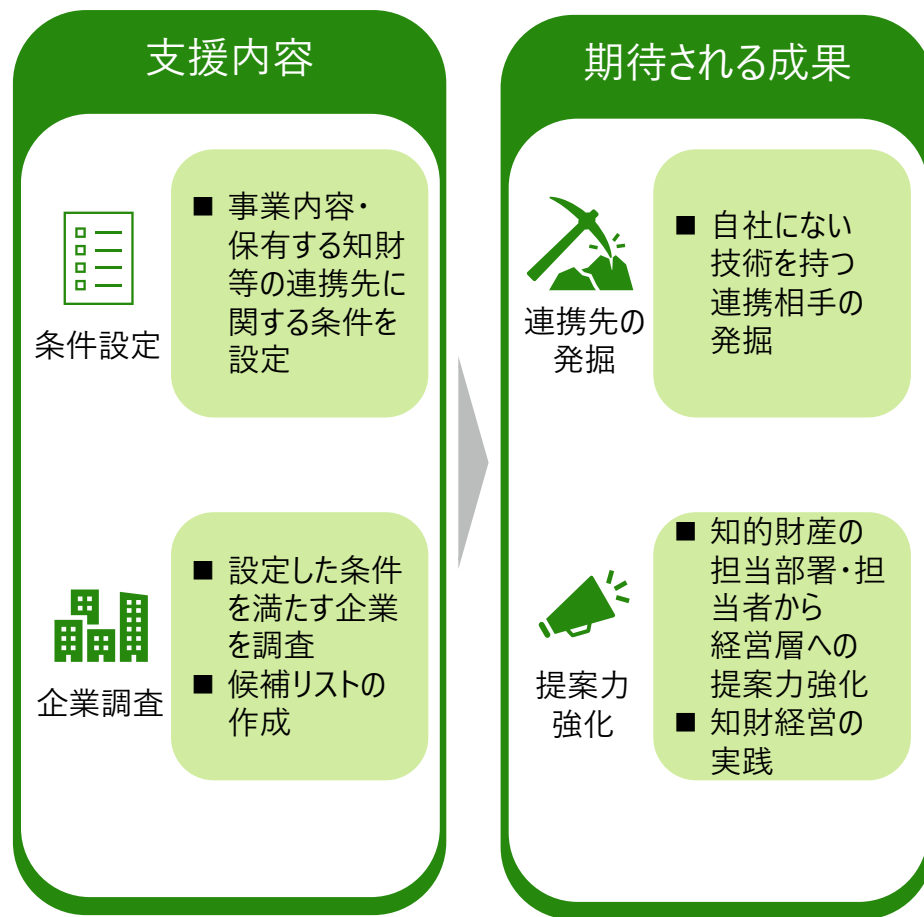 支援内容
条件設定
■ 事業内容・
保有する知財
等の連携先に
関する条件を
設定
企業調査
■ 設定した条件
を満たす企業
を調査
■ 候補リストの
作成
期待される成果
連携先の
発掘
■ 自社にない
技術を持つ
連携相手の
発掘
提案力
強化
■ 知的財産の
担当部署・担
当者から
経営層への
提案力強化
■ 知財経営の
実践